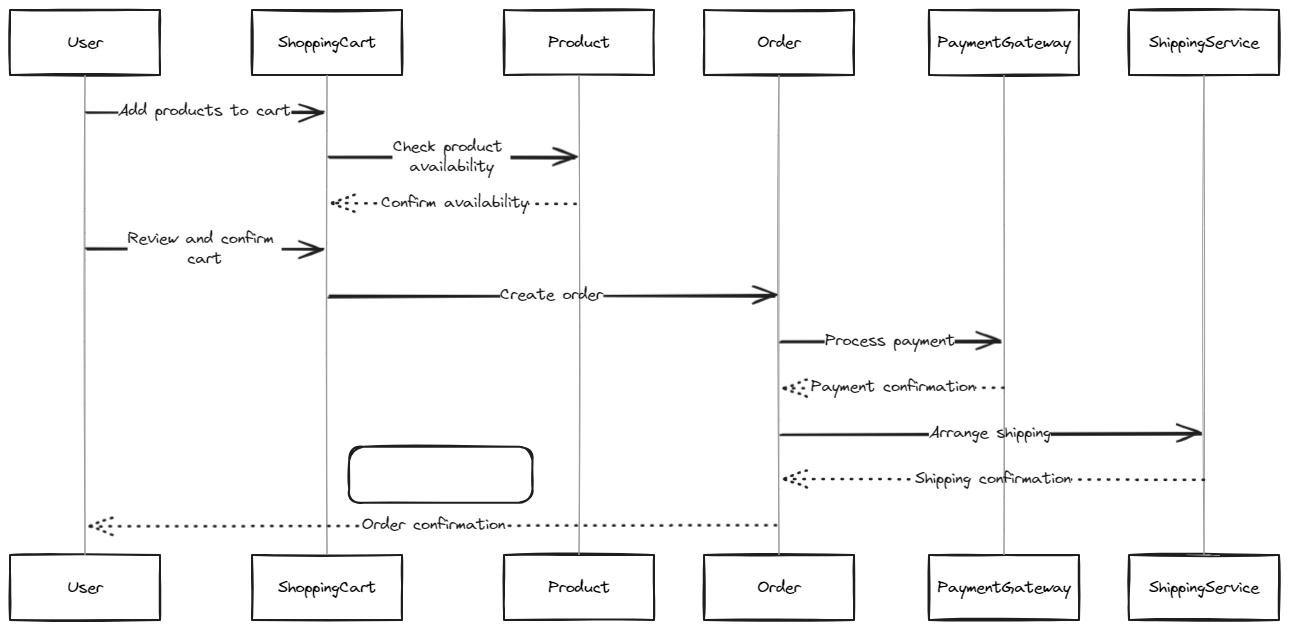 User
ShoppingCart
Product
Order
PaymentGateway
ShippingService
Add products to cart
Check product
availability
Confirm availability
Review and confirm
cart
Create order
Process payment
Payment confirmation
Arrange shipping
Shipping confirmation
Order confirmation
User
ShoppingCart
Product
Order
PaymentGateway
ShippingService